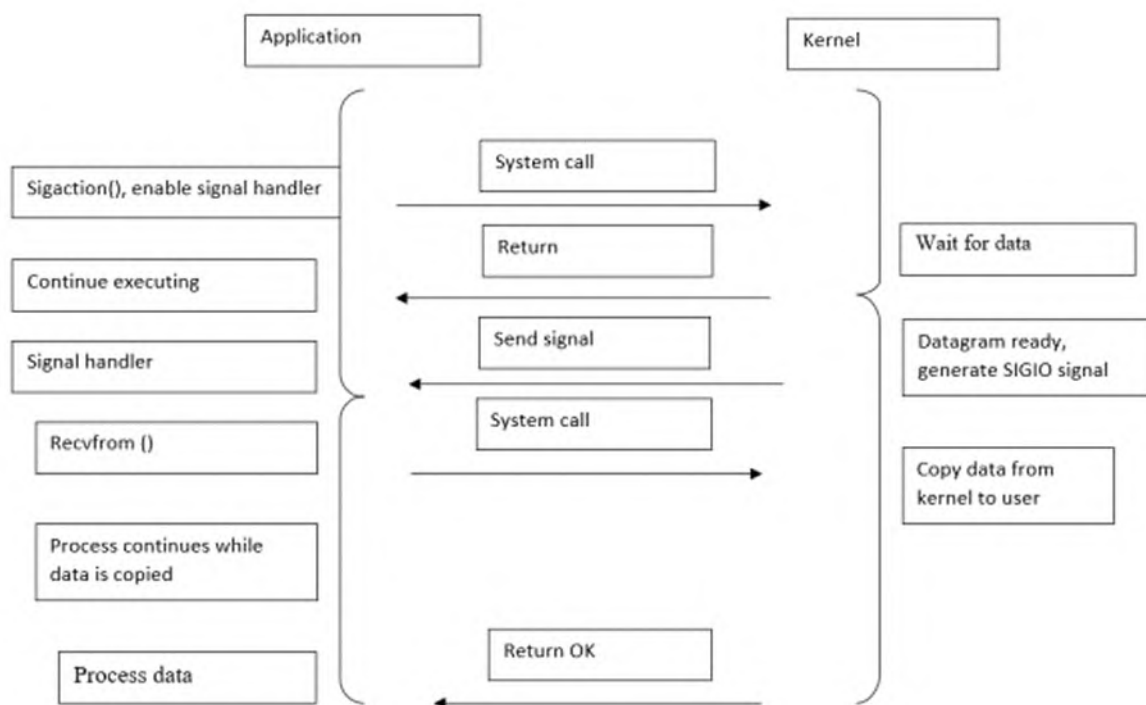 Application
Kernel
System call
Sigaction(), enable signal handler
Return
Wait for data
Continue executing
Send signal
Datagram ready,
generate SIGIO signal
Signal handler
System call
Recvfrom ()
Copy data from
kernel to user
Process continues while
data is copied
Return OK
Process data